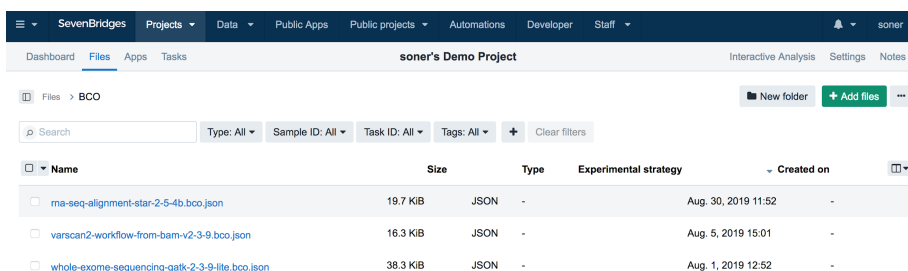 SevenBridges Projects Data Public Apps Public projects Automations Developer Staff soner
Dashboard Files Apps Tasks soner's Demo Project Interactive Analysis Settings Notes
Files > BCO New folder + Add files ...
Search Type: All Sample ID: All Task ID: All Tags: All + Clear filters
Name Size Type Experimental strategy Created on
rna-seq-alignment-star-2-5-4b.bco.json 19.7 KiB JSON - Aug. 30, 2019 11:52 -
varscan2-workflow-from-bam-v2-3-9.bco.json 16.3 KiB JSON - Aug. 5, 2019 15:01 -
whole-exome-sequencing-gatk-2-3-9-lite.bco.json 38.3 KiB JSON - Aug. 1, 2019 12:52 -